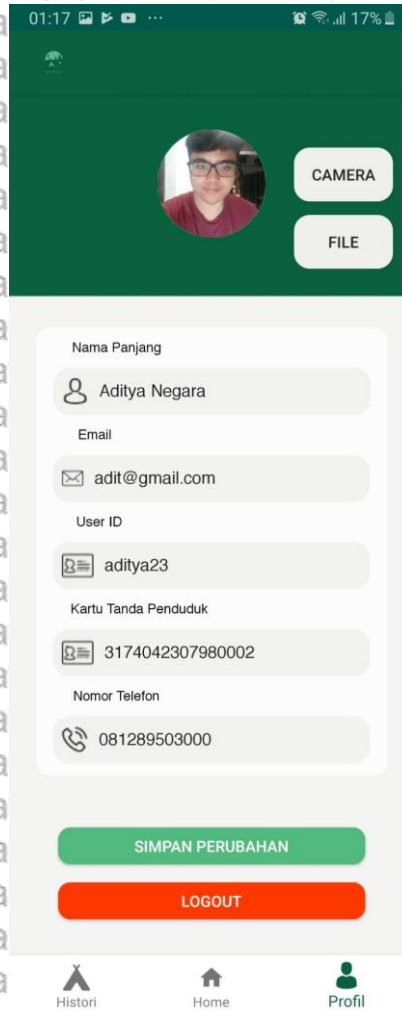 01:17 ... 17%
CAMERA
FILE
Nama Panjang
Aditya Negara
Email
adit@gmail.com
User ID
aditya23
Kartu Tanda Penduduk
3174042307980002
Nomor Telefon
081289503000
SIMPAN PERUBAHAN
LOGOUT
Histori Home Profil